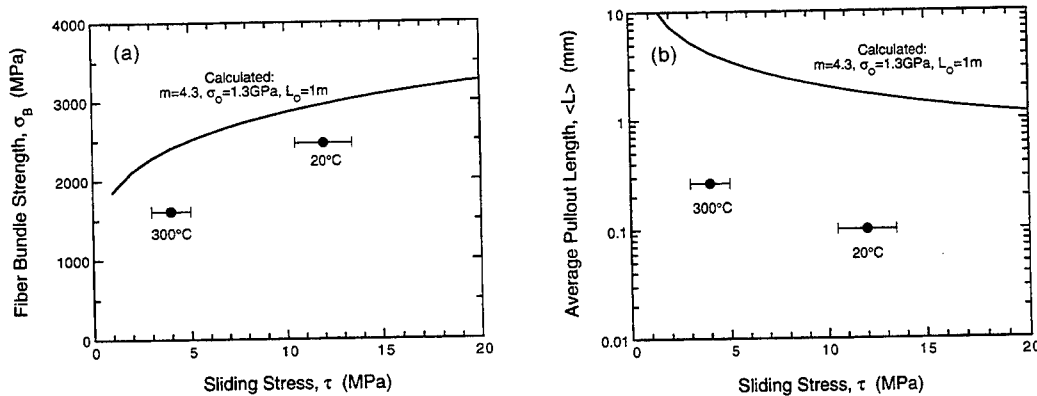 (a)
Fiber Bundle Strength, σB (MPa)
4000
3000
2000
1000
0
Calculated:
m=4.3, σo=1.3GPa, Lo=1m
20°C
300°C
0 5 10 15 20
Sliding Stress, τ (MPa)
(b)
Average Pullout Length, <L> (mm)
10
1
0.1
0.01
Calculated:
m=4.3, σo=1.3GPa, Lo=1m
300°C
20°C
0 5 10 15 20
Sliding Stress, τ (MPa)